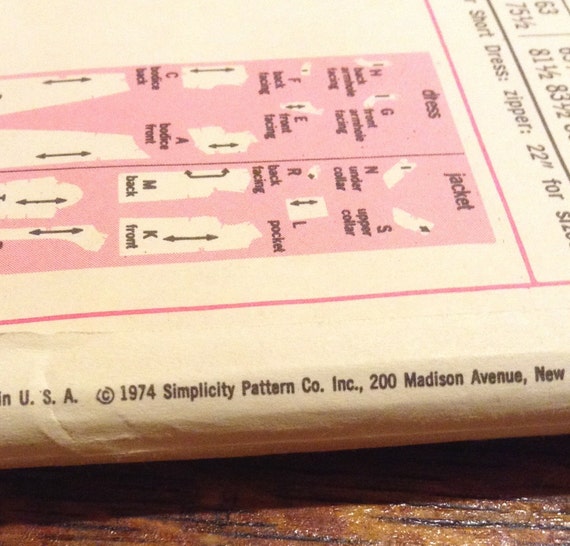 63
75½ 81½ 83½
Short Dress: zipper: 22" for
dress
H
back
armhole
facing
G
front
armhole
facing
F
back
facing
E
front
facing
C
bodice
back
A
bodice
front
jacket
N
under
collar
S
upper
collar
R
back
facing
L
pocket
M
back
K
front
in U. S. A. © 1974 Simplicity Pattern Co. Inc., 200 Madison Avenue, New